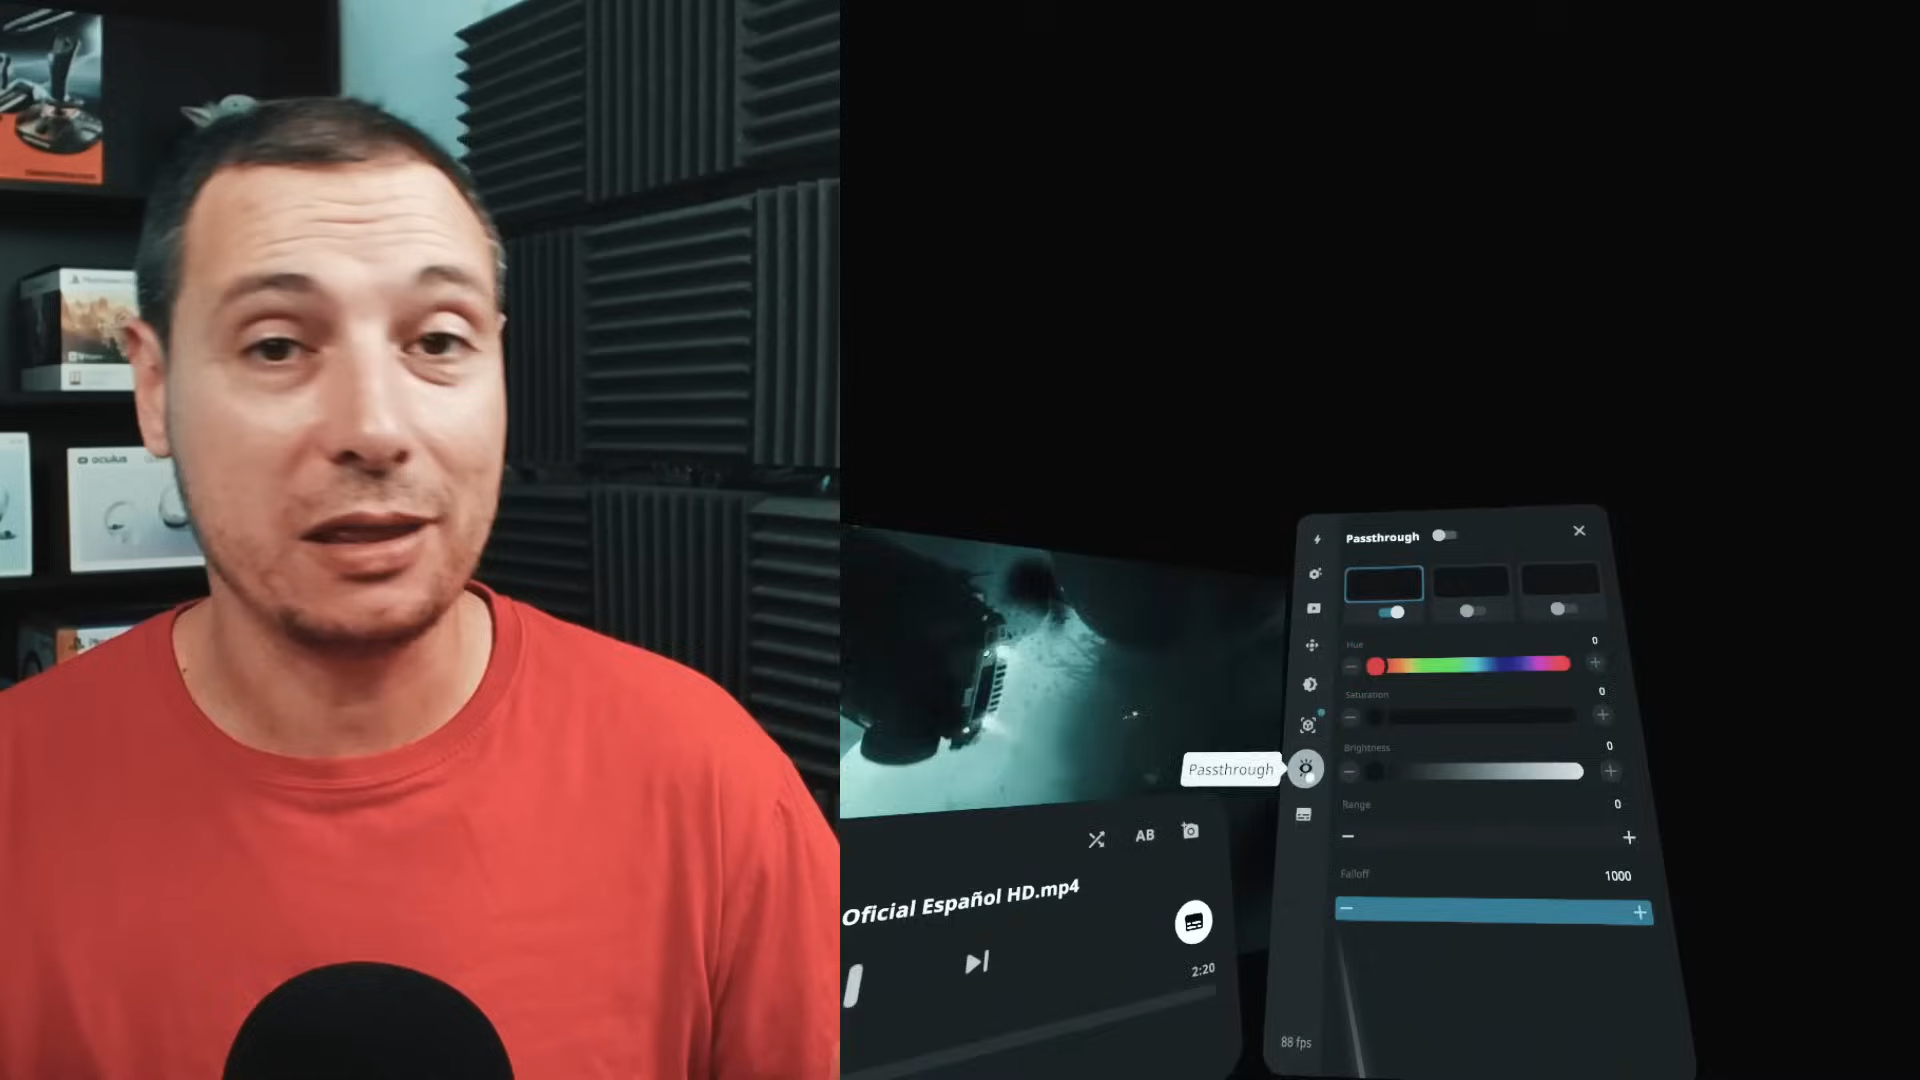 oculus
Passthrough
Hue
0
Saturation
0
Brightness
0
Passthrough
Range
0
Falloff
1000
AB
Oficial Español HD.mp4
2:20
88 fps